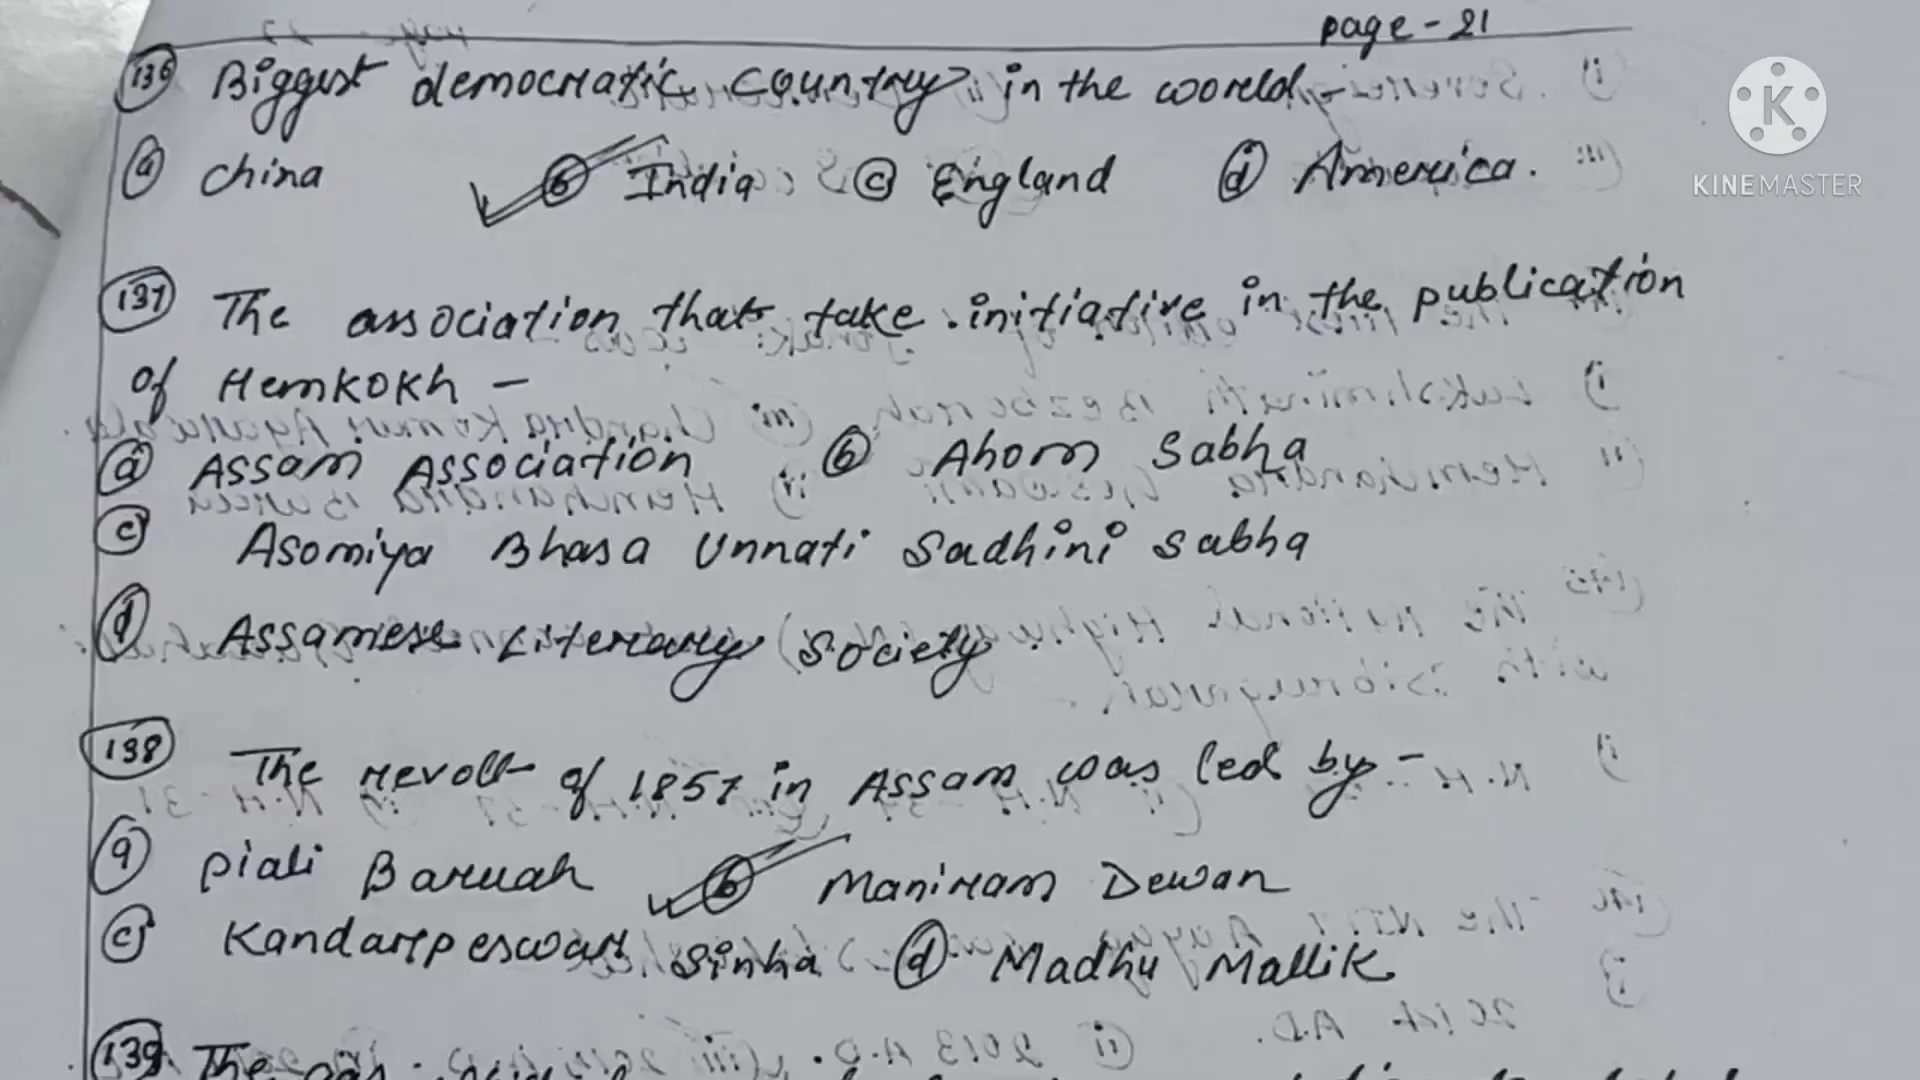 page - 21
136 Biggest democratic country in the world -
a china b India c England d America.
137 The association that take initiative in the publication
of Hemkokh -
a Assam Association b Ahom Sabha
c Asomiya Bhasa Unnati Sadhini Sabha
d Assamese Literary Society
138 The revolt of 1857 in Assam was led by -
a Piali Baruah b Maniram Dewan
c Kandarpeswar Sinha d Madhu Mallik
139 The
KINEMASTER